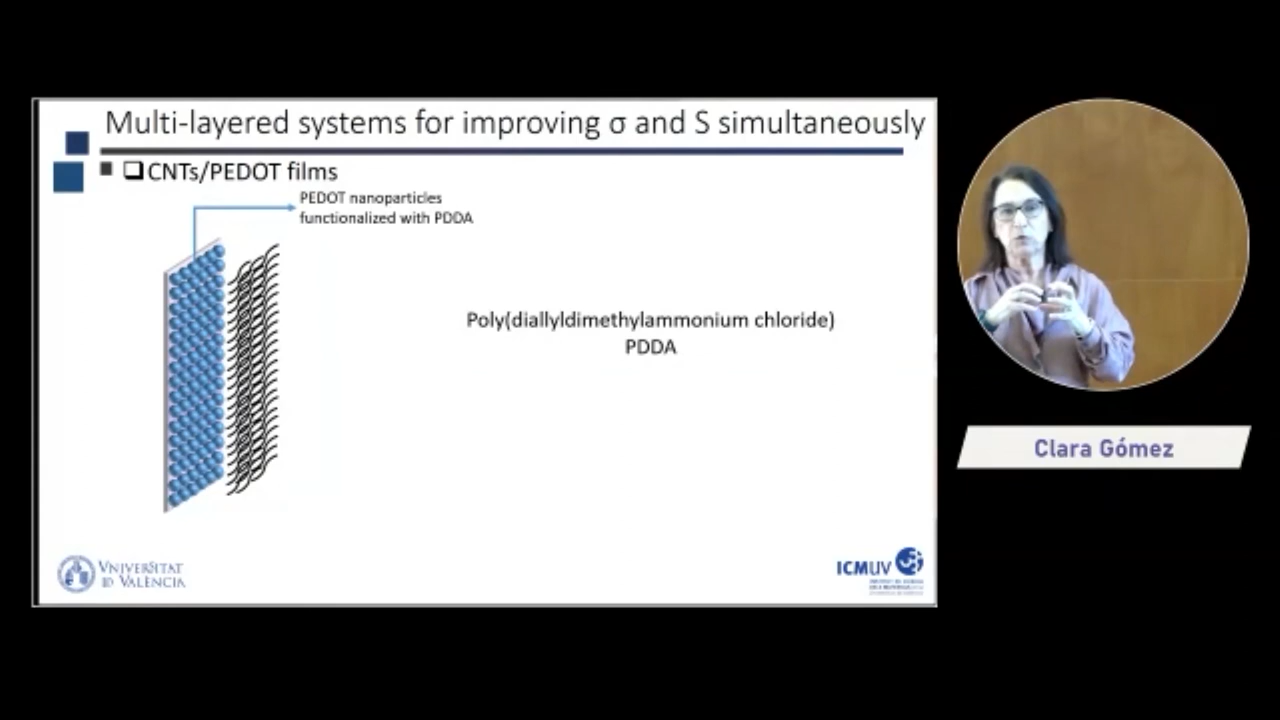 Multi-layered systems for improving σ and S simultaneously
CNTs/PEDOT films
PEDOT nanoparticles
functionalized with PDDA
Poly(diallyldimethylammonium chloride)
PDDA
Clara Gómez
VNIVERSITAT
ID VALÈNCIA
ICMUV